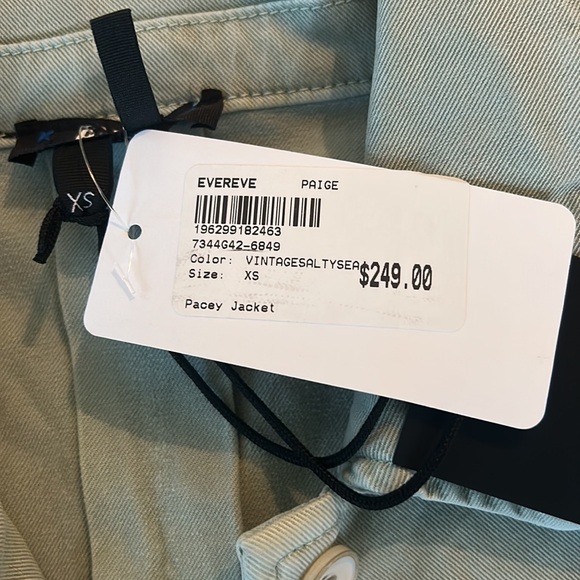 EVEREVE PAIGE
196299182463
7344G42-6849
Color: VINTAGESALTYSEA
$249.00
Size: XS
Pacey Jacket
XS